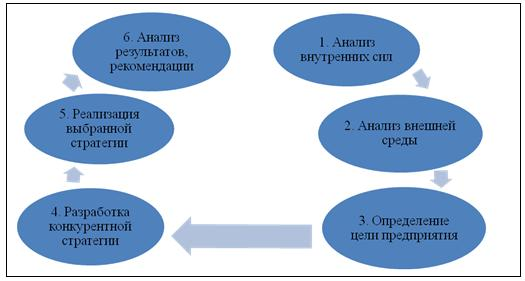 1. Анализ
внутренних сил
2. Анализ внешней
среды
3. Определение
цели предприятия
4. Разработка
конкурентной
стратегии
5. Реализация
выбранной
стратегии
6. Анализ
результатов,
рекомендации